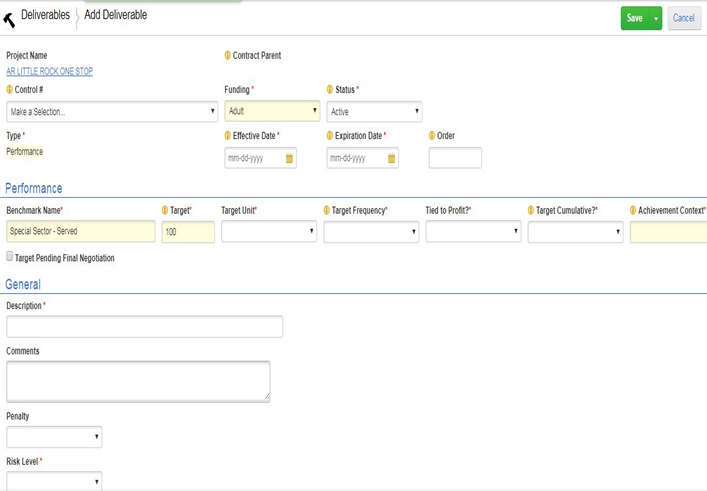 Deliverables Add Deliverable Save Cancel
Project Name Contract Parent
AR LITTLE ROCK ONE STOP
Control # Funding * Status *
Make a Selection... Adult Active
Type * Effective Date * Expiration Date * Order
Performance mm-dd-yyyy mm-dd-yyyy
Performance
Benchmark Name* Target* Target Unit* Target Frequency* Tied to Profit?* Target Cumulative?* Achievement Context*
Special Sector - Served 100
Target Pending Final Negotiation
General
Description *
Comments
Penalty
Risk Level *